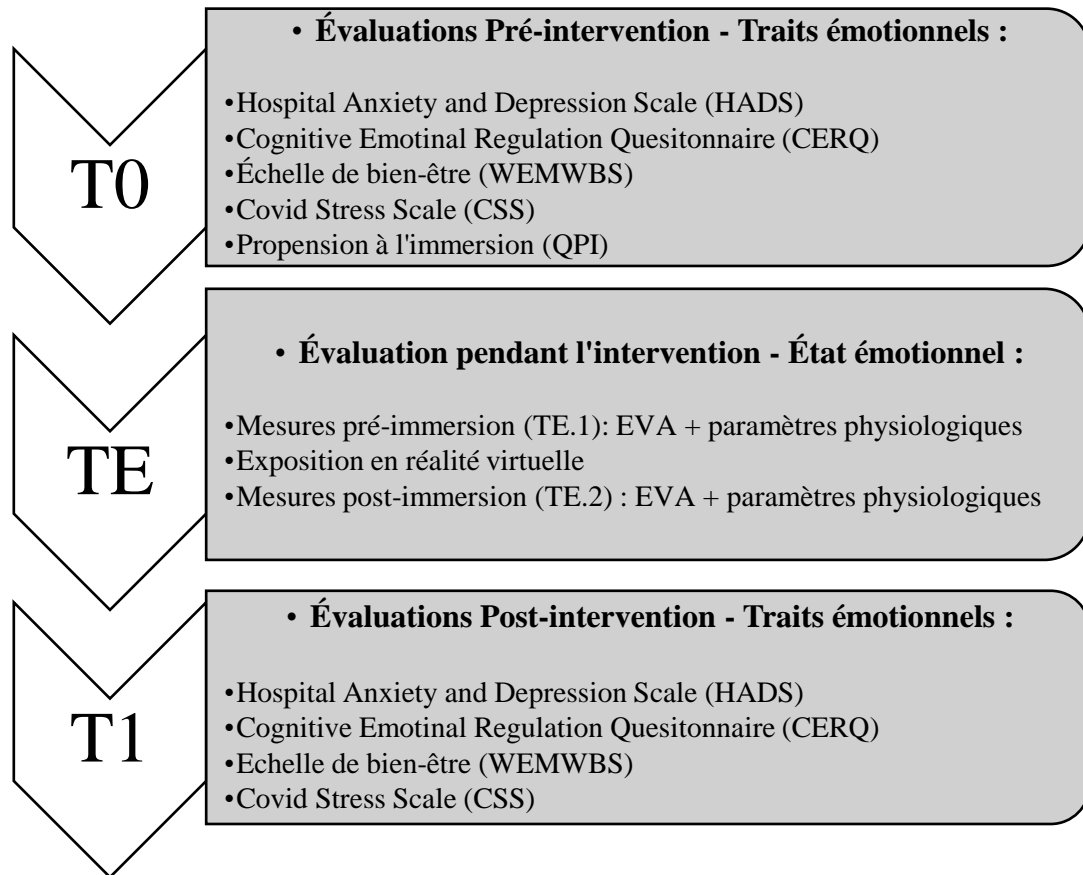 T0
• Évaluations Pré-intervention - Traits émotionnels :
•Hospital Anxiety and Depression Scale (HADS)
•Cognitive Emotinal Regulation Quesitonnaire (CERQ)
•Échelle de bien-être (WEMWBS)
•Covid Stress Scale (CSS)
•Propension à l'immersion (QPI)
TE
• Évaluation pendant l'intervention - État émotionnel :
•Mesures pré-immersion (TE.1): EVA + paramètres physiologiques
•Exposition en réalité virtuelle
•Mesures post-immersion (TE.2) : EVA + paramètres physiologiques
T1
• Évaluations Post-intervention - Traits émotionnels :
•Hospital Anxiety and Depression Scale (HADS)
•Cognitive Emotinal Regulation Quesitonnaire (CERQ)
•Echelle de bien-être (WEMWBS)
•Covid Stress Scale (CSS)